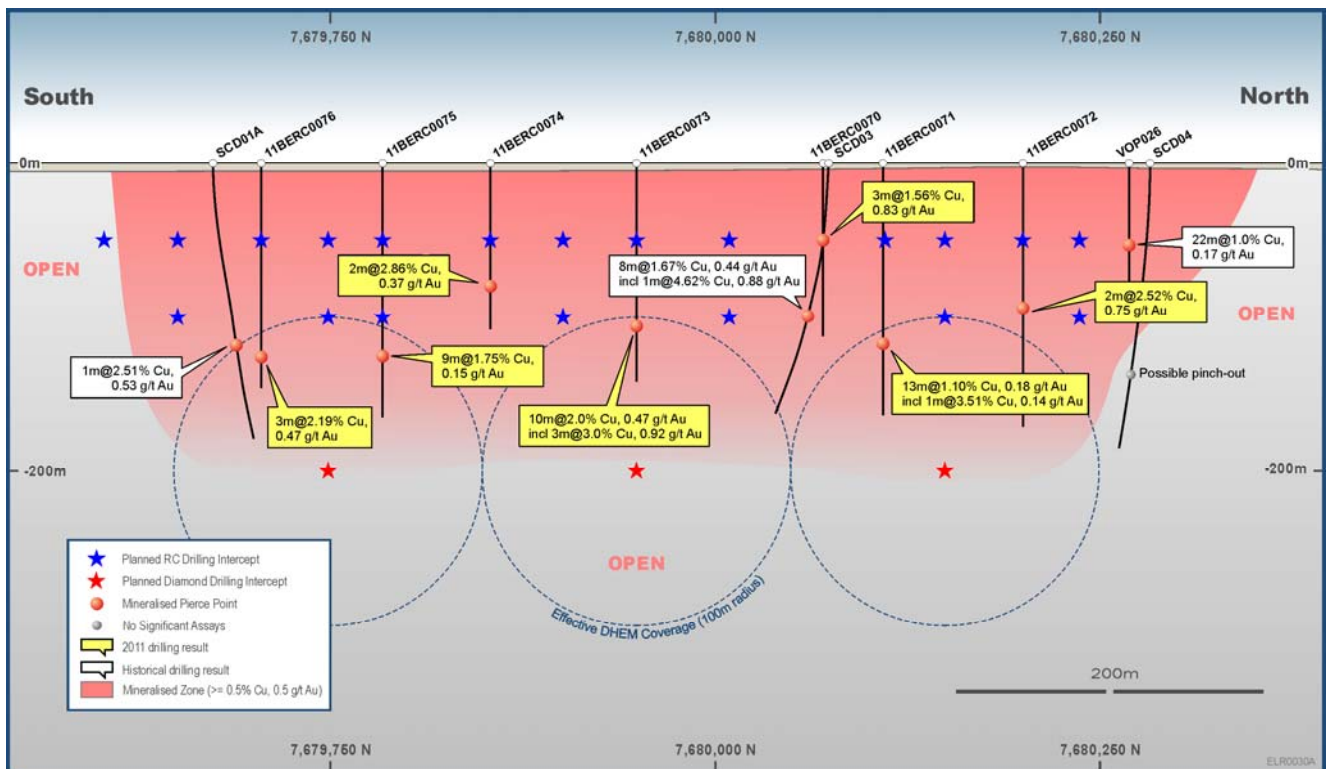 7,679,750 N
7,680,000 N
7,680,250 N
South
North
SCD01A
11BERC0076
11BERC0075
11BERC0074
11BERC0073
11BERC0070
SCD03
11BERC0071
11BERC0072
VOP026
SCD04
0m
0m
3m@1.56% Cu,
0.83 g/t Au
22m@1.0% Cu,
0.17 g/t Au
OPEN
2m@2.86% Cu,
0.37 g/t Au
8m@1.67% Cu, 0.44 g/t Au
incl 1m@4.62% Cu, 0.88 g/t Au
2m@2.52% Cu,
0.75 g/t Au
OPEN
1m@2.51% Cu,
0.53 g/t Au
9m@1.75% Cu,
0.15 g/t Au
Possible pinch-out
3m@2.19% Cu,
0.47 g/t Au
10m@2.0% Cu, 0.47 g/t Au
incl 3m@3.0% Cu, 0.92 g/t Au
13m@1.10% Cu, 0.18 g/t Au
incl 1m@3.51% Cu, 0.14 g/t Au
-200m
-200m
OPEN
Effective DHEM Coverage (100m radius)
Planned RC Drilling Intercept
Planned Diamond Drilling Intercept
Mineralised Pierce Point
No Significant Assays
2011 drilling result
Historical drilling result
Mineralised Zone (>= 0.5% Cu, 0.5 g/t Au)
200m
7,679,750 N
7,680,000 N
7,680,250 N
ELR0030A